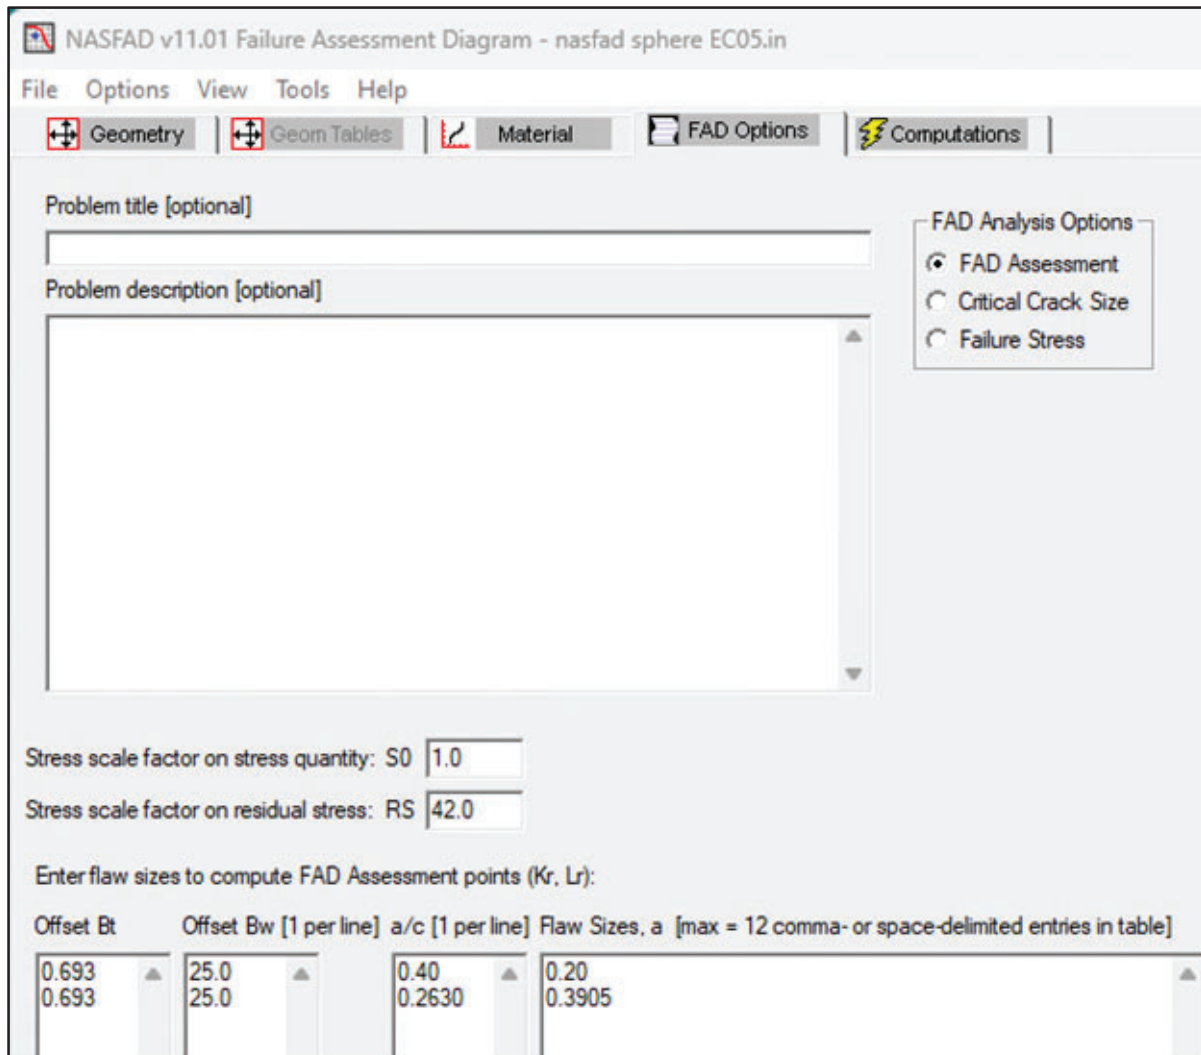 NASFAD v11.01 Failure Assessment Diagram - nasfad sphere EC05.in
File Options View Tools Help
Geometry Geom Tables Material FAD Options Computations
Problem title [optional]
FAD Analysis Options
FAD Assessment
Problem description [optional]
Critical Crack Size
Failure Stress
Stress scale factor on stress quantity: S0 1.0
Stress scale factor on residual stress: RS 42.0
Enter flaw sizes to compute FAD Assessment points (Kr, Lr):
Offset Bt Offset Bw [1 per line] a/c [1 per line] Flaw Sizes, a [max = 12 comma- or space-delimited entries in table]
0.693 25.0 0.40 0.20
0.693 25.0 0.2630 0.3905